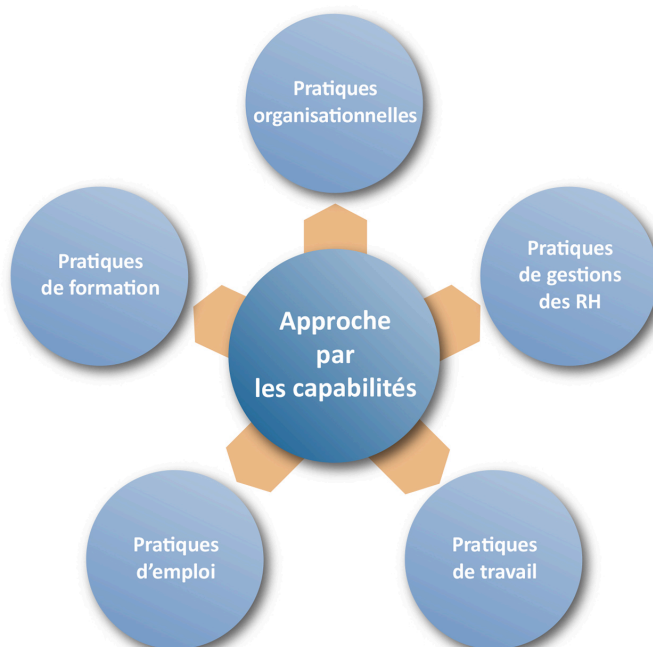 Pratiques
organisationnelles
Pratiques
de gestions
des RH
Pratiques
de formation
Approche
par
les capabilités
Pratiques
d’emploi
Pratiques
de travail